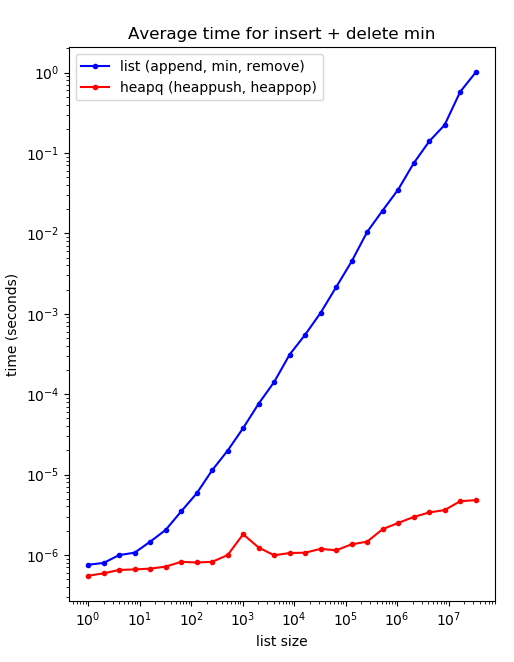 Average time for insert + delete min
list (append, min, remove)
heapq (heappush, heappop)
time (seconds)
10⁰
10⁻¹
10⁻²
10⁻³
10⁻⁴
10⁻⁵
10⁻⁶
10⁰ 10¹ 10² 10³ 10⁴ 10⁵ 10⁶ 10⁷
list size